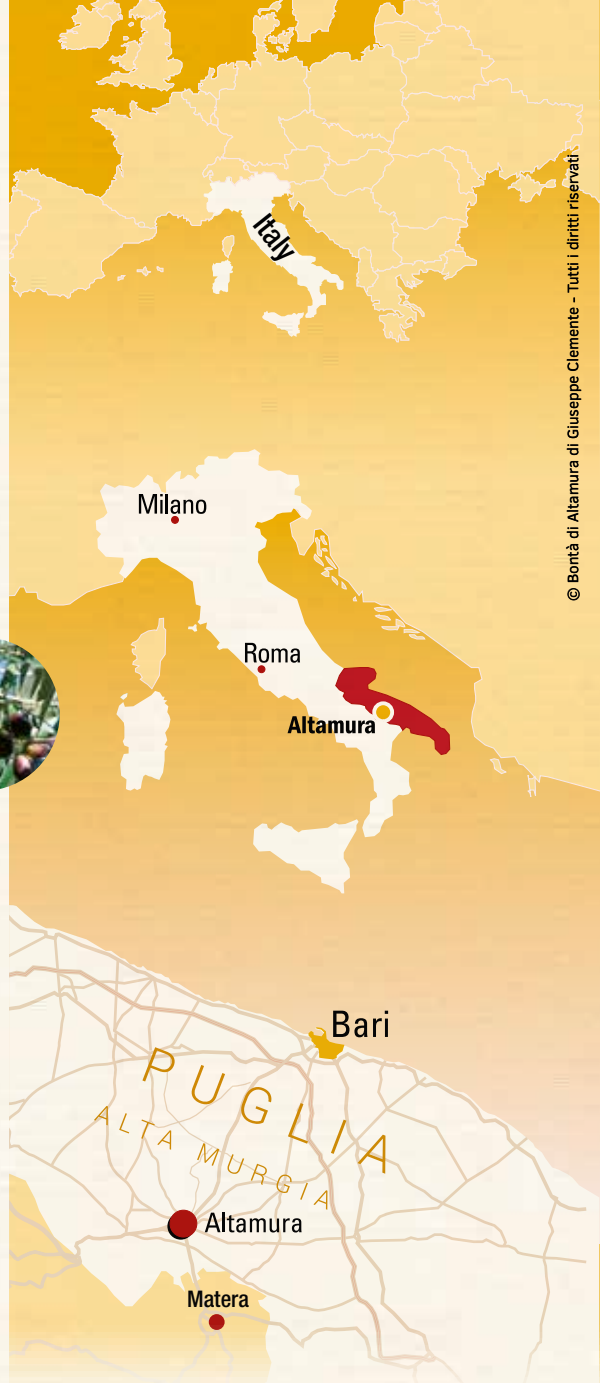 Italy
© Bontà di Altamura di Giuseppe Clemente - Tutti i diritti riservati
Milano
Roma
Altamura
Bari
PUGLIA
ALTA MURGIA
Altamura
Matera